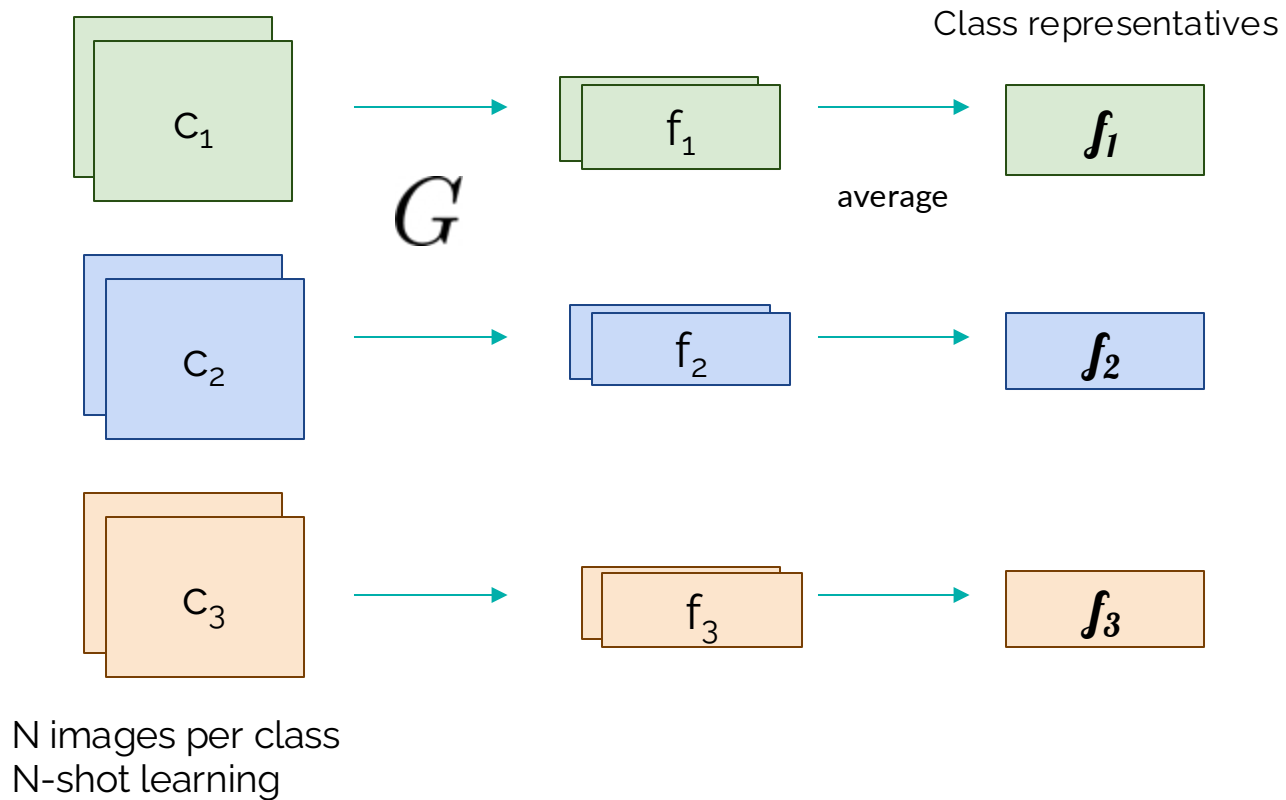 Class representatives
c₁
f₁
f₁
G
average
c₂
f₂
f₂
c₃
f₃
f₃
N images per class
N-shot learning